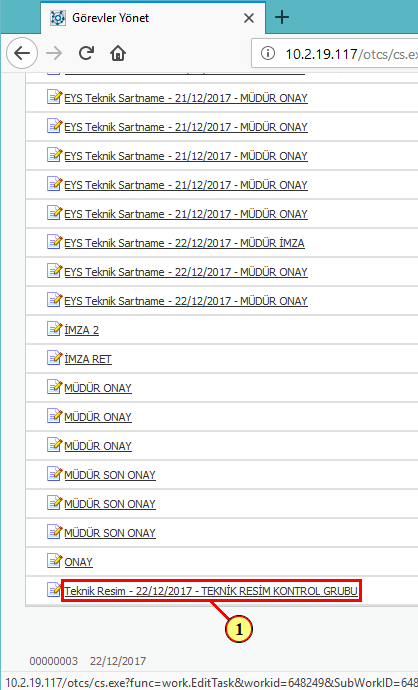 Görevler Yönet
10.2.19.117/otcs/cs.exe
EYS Teknik Sartname - 21/12/2017 - MÜDÜR ONAY
EYS Teknik Sartname - 21/12/2017 - MÜDÜR ONAY
EYS Teknik Sartname - 21/12/2017 - MÜDÜR ONAY
EYS Teknik Sartname - 21/12/2017 - MÜDÜR ONAY
EYS Teknik Sartname - 21/12/2017 - MÜDÜR ONAY
EYS Teknik Sartname - 22/12/2017 - MÜDÜR İMZA
EYS Teknik Sartname - 22/12/2017 - MÜDÜR ONAY
EYS Teknik Sartname - 22/12/2017 - MÜDÜR ONAY
İMZA 2
İMZA RET
MÜDÜR ONAY
MÜDÜR ONAY
MÜDÜR ONAY
MÜDÜR SON ONAY
MÜDÜR SON ONAY
MÜDÜR SON ONAY
ONAY
Teknik Resim - 22/12/2017 - TEKNİK RESİM KONTROL GRUBU
1
00000003 22/12/2017
10.2.19.117/otcs/cs.exe?func=work.EditTask&workid=648249&SubWorkID=648